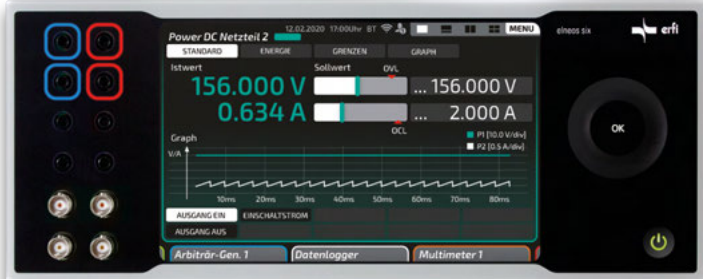 12.02.2020 17:00Uhr BT MENU
Power DC Netzteil 2
eineos six
erfi
STANDARD ENERGIE GRENZEN GRAPH
Istwert Sollwert OVL
156.000 V ... 156.000 V
0.634 A ... 2.000 A
OCL
OK
Graph
P1 [10.0 V/div]
P2 [0.5 A/div]
V/A
10ms 20ms 30ms 40ms 50ms 60ms 70ms 80ms
AUSGANG EIN EINSCHALTSTROM
AUSGANG AUS
Arbiträr-Gen. 1 Datenlogger Multimeter 1